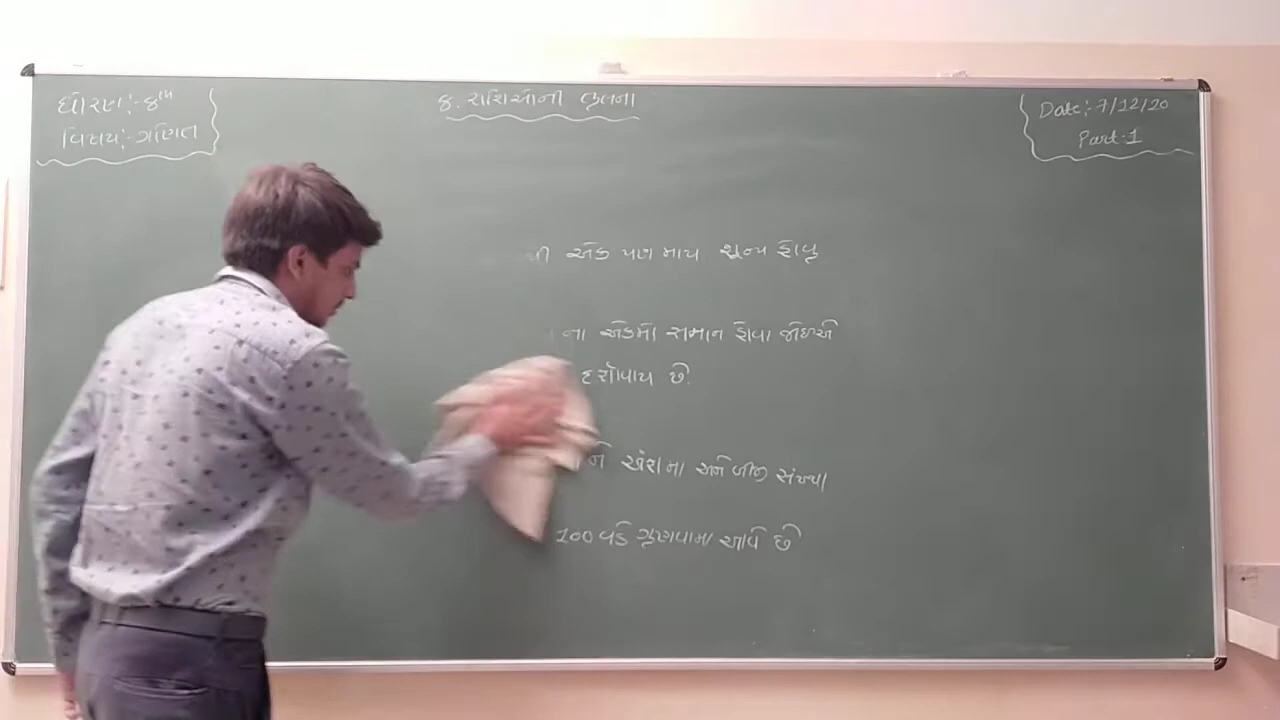 ધોરણ:- 8th
વિષય:- ગણિત
8. રાશિઓની તુલના
Date:- 7/12/20
Part-1
એક પણ માપ શૂન્ય હોવુ
ના એકમો સમાન હોવા જોઈએ
દર્શાવાય છે.
ને અંશના અને બીજી સંખ્યા
100 વડે ગુણવામા આવે છે